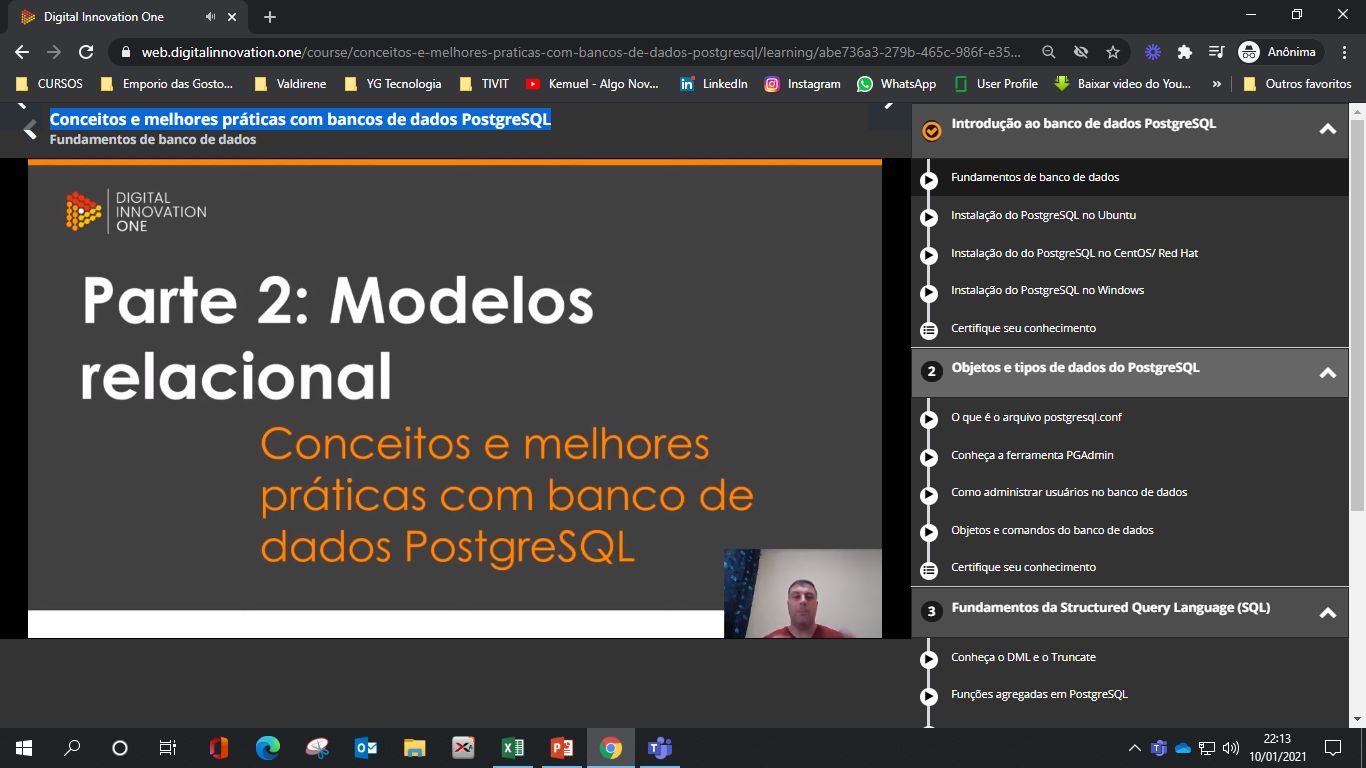 Digital Innovation One
web.digitalinnovation.one/course/conceitos-e-melhores-praticas-com-bancos-de-dados-postgresql/learning/abe736a3-279b-465c-986f-e35...
Anônima
CURSOS
Emporio das Gosto...
Valdirene
YG Tecnologia
TIVIT
Kemuel - Algo Nov...
LinkedIn
Instagram
WhatsApp
User Profile
Baixar video do You...
»
Outros favoritos
Conceitos e melhores práticas com bancos de dados PostgreSQL
Fundamentos de banco de dados
DIGITAL
INNOVATION
ONE
Parte 2: Modelos
relacional
Conceitos e melhores
práticas com banco de
dados PostgreSQL
Introdução ao banco de dados PostgreSQL
Fundamentos de banco de dados
Instalação do PostgreSQL no Ubuntu
Instalação do do PostgreSQL no CentOS/ Red Hat
Instalação do PostgreSQL no Windows
Certifique seu conhecimento
2 Objetos e tipos de dados do PostgreSQL
O que é o arquivo postgresql.conf
Conheça a ferramenta PGAdmin
Como administrar usuários no banco de dados
Objetos e comandos do banco de dados
Certifique seu conhecimento
3 Fundamentos da Structured Query Language (SQL)
Conheça o DML e o Truncate
Funções agregadas em PostgreSQL
22:13
10/01/2021